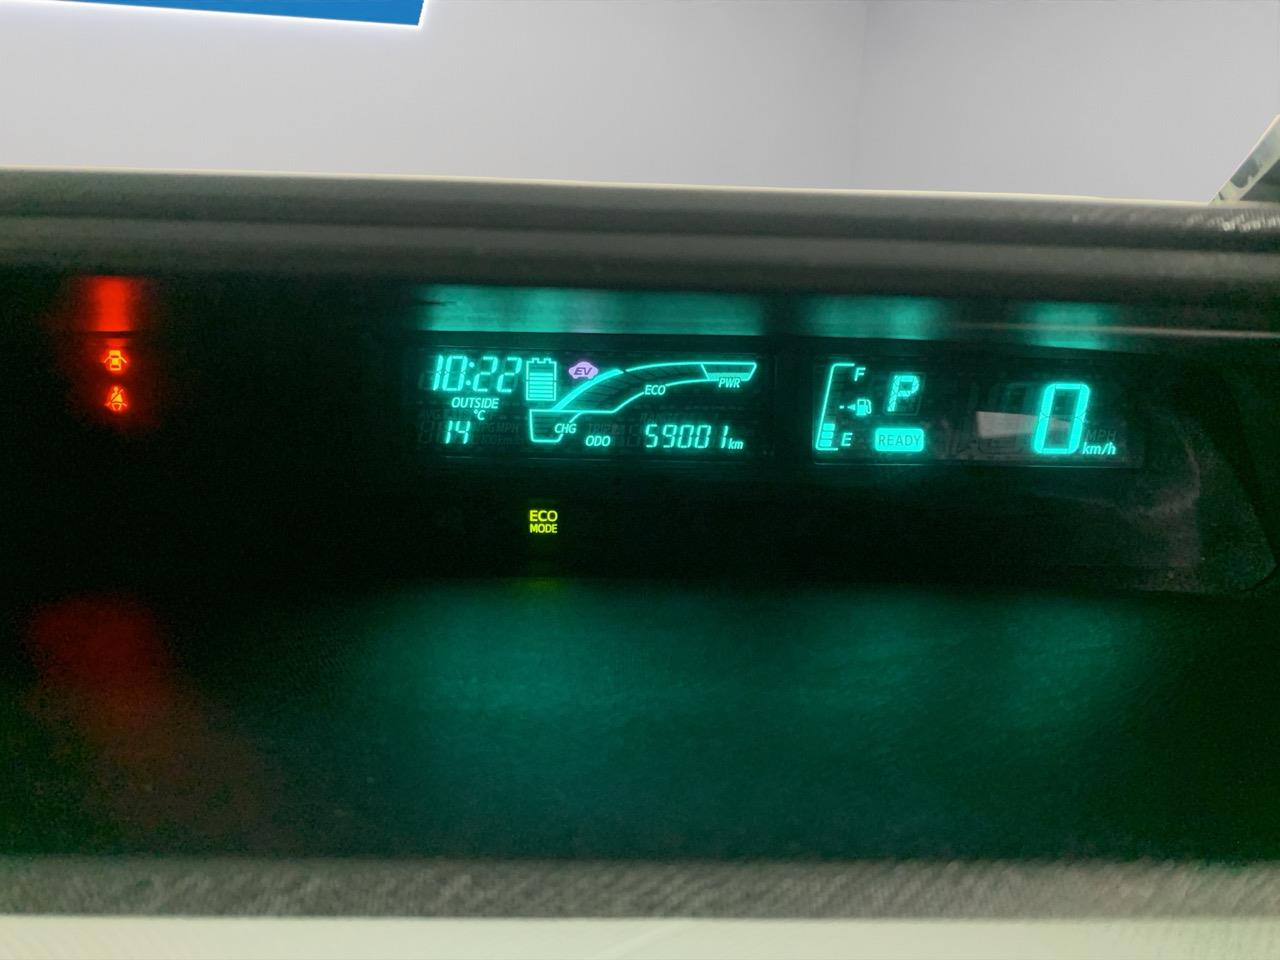 10:22
EV
ECO
PWR
OUTSIDE
°C
14
CHG
ODO
59001 km
F
E
P
READY
0
MPH
km/h
ECO
MODE